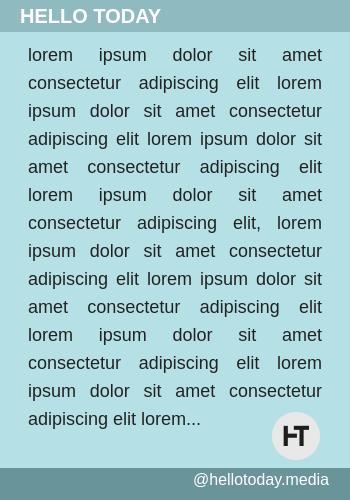 HELLO TODAY
lorem ipsum dolor sit amet
consectetur adipiscing elit lorem
ipsum dolor sit amet consectetur
adipiscing elit lorem ipsum dolor sit
amet consectetur adipiscing elit
lorem ipsum dolor sit amet
consectetur adipiscing elit, lorem
ipsum dolor sit amet consectetur
adipiscing elit lorem ipsum dolor sit
amet consectetur adipiscing elit
lorem ipsum dolor sit amet
consectetur adipiscing elit lorem
ipsum dolor sit amet consectetur
adipiscing elit lorem...
HT
@hellotoday.media